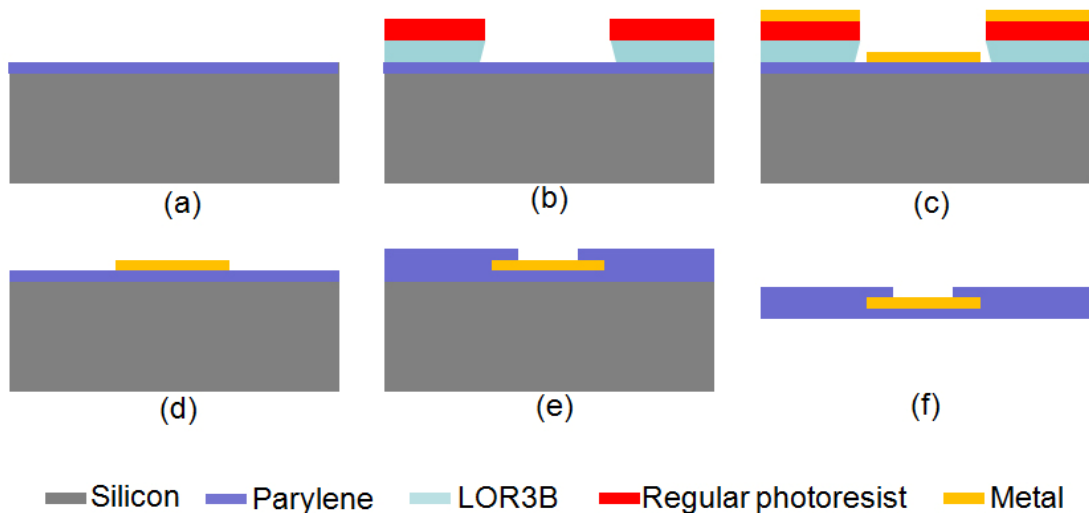 (a)
(b)
(c)
(d)
(e)
(f)
Silicon Parylene LOR3B Regular photoresist Metal